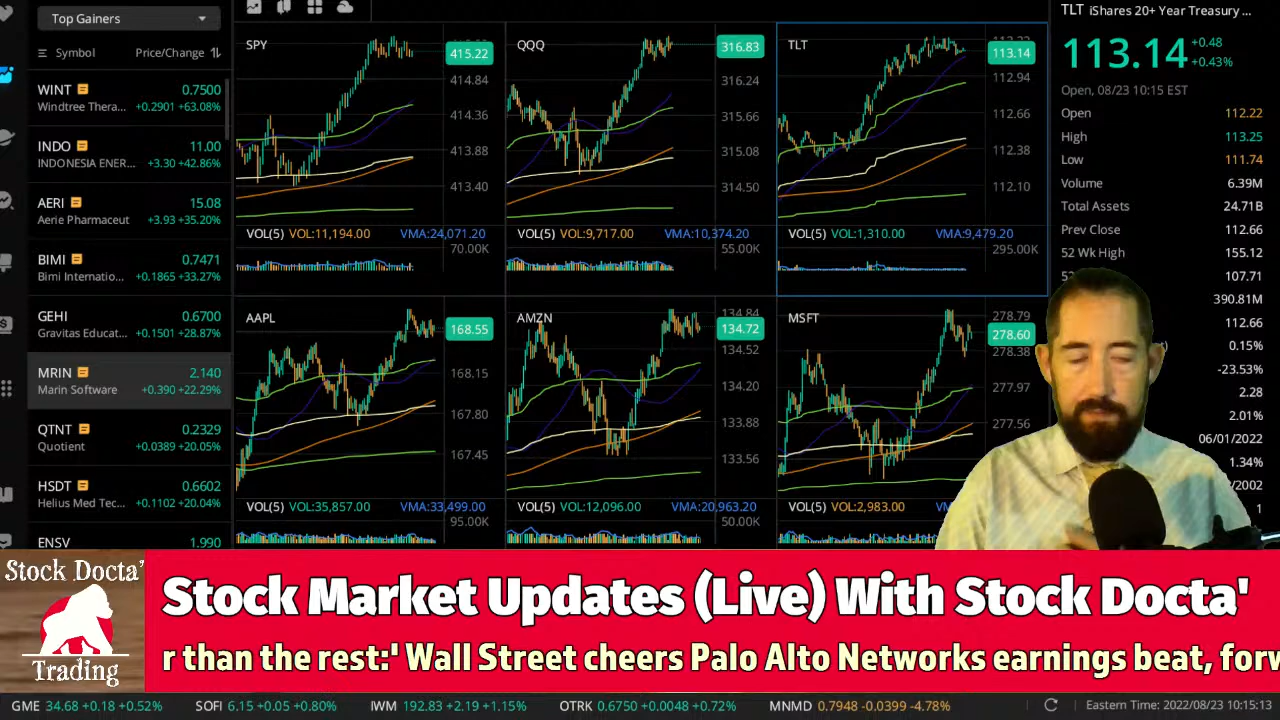 Top Gainers
Symbol Price/Change
WINT 0.7500
Windtree Thera... +0.2901 +63.08%
INDO 11.00
INDONESIA ENER... +3.30 +42.86%
AERI 15.08
Aerie Pharmaceut +3.93 +35.20%
BIMI 0.7471
Bimi Internatio... +0.1865 +33.27%
GEHI 0.6700
Gravitas Educat... +0.1501 +28.87%
MRIN 2.140
Marin Software +0.390 +22.29%
QTNT 0.2329
Quotient +0.0389 +20.05%
HSDT 0.6602
Helius Med Tec... +0.1102 +20.04%
ENSV 1.990
SPY
415.22
414.84
414.36
413.88
413.40
VOL(5) VOL:11,194.00 VMA:24,071.20
70.00K
QQQ
316.83
316.24
315.66
315.08
314.50
VOL(5) VOL:9,717.00 VMA:10,374.20
55.00K
TLT
113.14
112.94
112.66
112.38
112.10
VOL(5) VOL:1,310.00 VMA:9,479.20
295.00K
AAPL
168.55
168.15
167.80
167.45
VOL(5) VOL:35,857.00 VMA:33,499.00
95.00K
AMZN
134.84
134.72
134.52
134.20
133.88
133.56
VOL(5) VOL:12,096.00 VMA:20,963.20
50.00K
MSFT
278.79
278.60
278.38
277.97
277.56
VOL(5) VOL:2,983.00
TLT iShares 20+ Year Treasury ...
113.14 +0.48
+0.43%
Open, 08/23 10:15 EST
Open 112.22
High 113.25
Low 111.74
Volume 6.39M
Total Assets 24.71B
Prev Close 112.66
52 Wk High 155.12
107.71
390.81M
112.66
0.15%
-23.53%
2.28
2.01%
06/01/2022
1.34%
/2002
1
Stock Docta'
Trading
Stock Market Updates (Live) With Stock Docta'
r than the rest:' Wall Street cheers Palo Alto Networks earnings beat, forw
GME 34.68 +0.18 +0.52% SOFI 6.15 +0.05 +0.80% IWM 192.83 +2.19 +1.15% OTRK 0.6750 +0.0048 +0.72% MNMD 0.7948 -0.0399 -4.78% Eastern Time: 2022/08/23 10:15:13